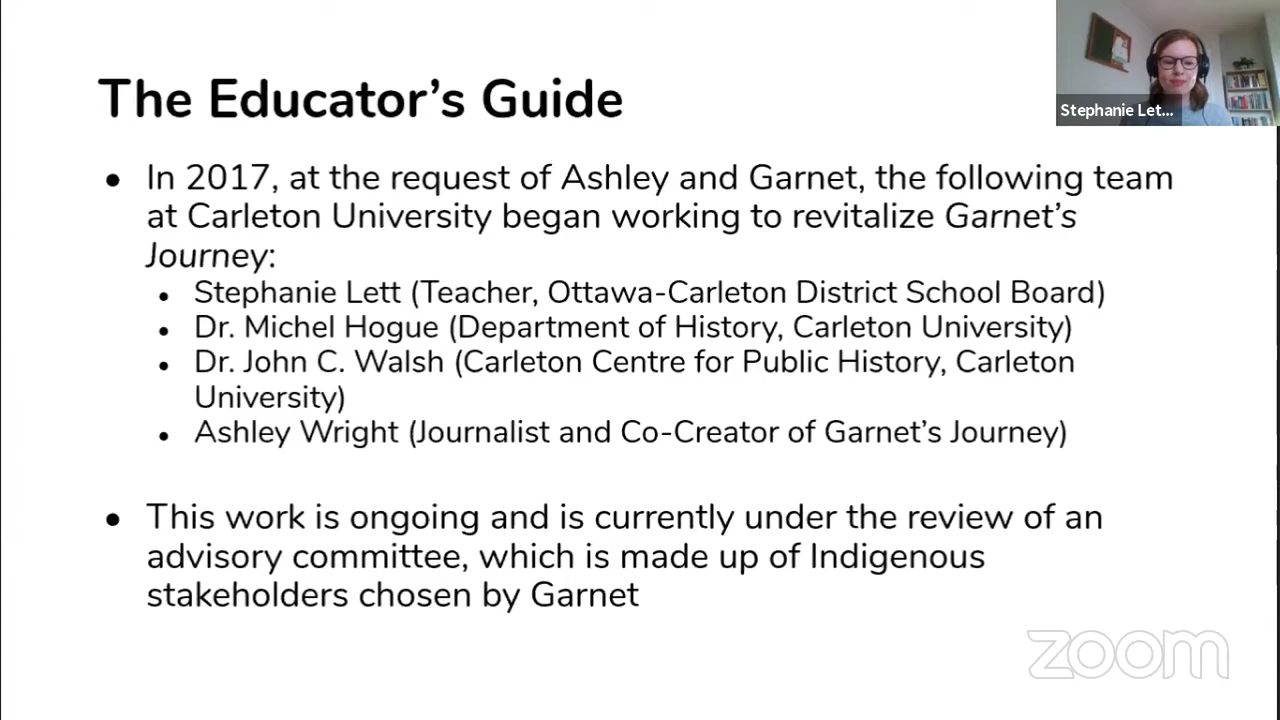 The Educator's Guide
Stephanie Let...
• In 2017, at the request of Ashley and Garnet, the following team
at Carleton University began working to revitalize Garnet's
Journey:
• Stephanie Lett (Teacher, Ottawa-Carleton District School Board)
• Dr. Michel Hogue (Department of History, Carleton University)
• Dr. John C. Walsh (Carleton Centre for Public History, Carleton
University)
• Ashley Wright (Journalist and Co-Creator of Garnet's Journey)
• This work is ongoing and is currently under the review of an
advisory committee, which is made up of Indigenous
stakeholders chosen by Garnet
zoom